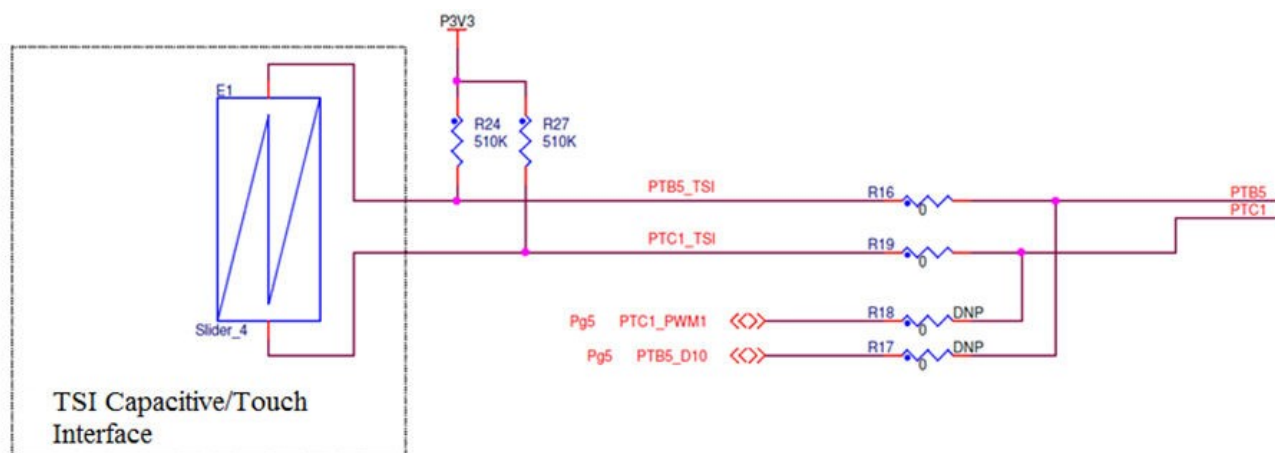 P3V3
E1
R24
510K
R27
510K
PTB5_TSI
R16
0
PTB5
PTC1
PTC1_TSI
R19
0
Slider_4
Pg5 PTC1_PWM1
R18
0
DNP
Pg5 PTB5_D10
R17
0
DNP
TSI Capacitive/Touch
Interface